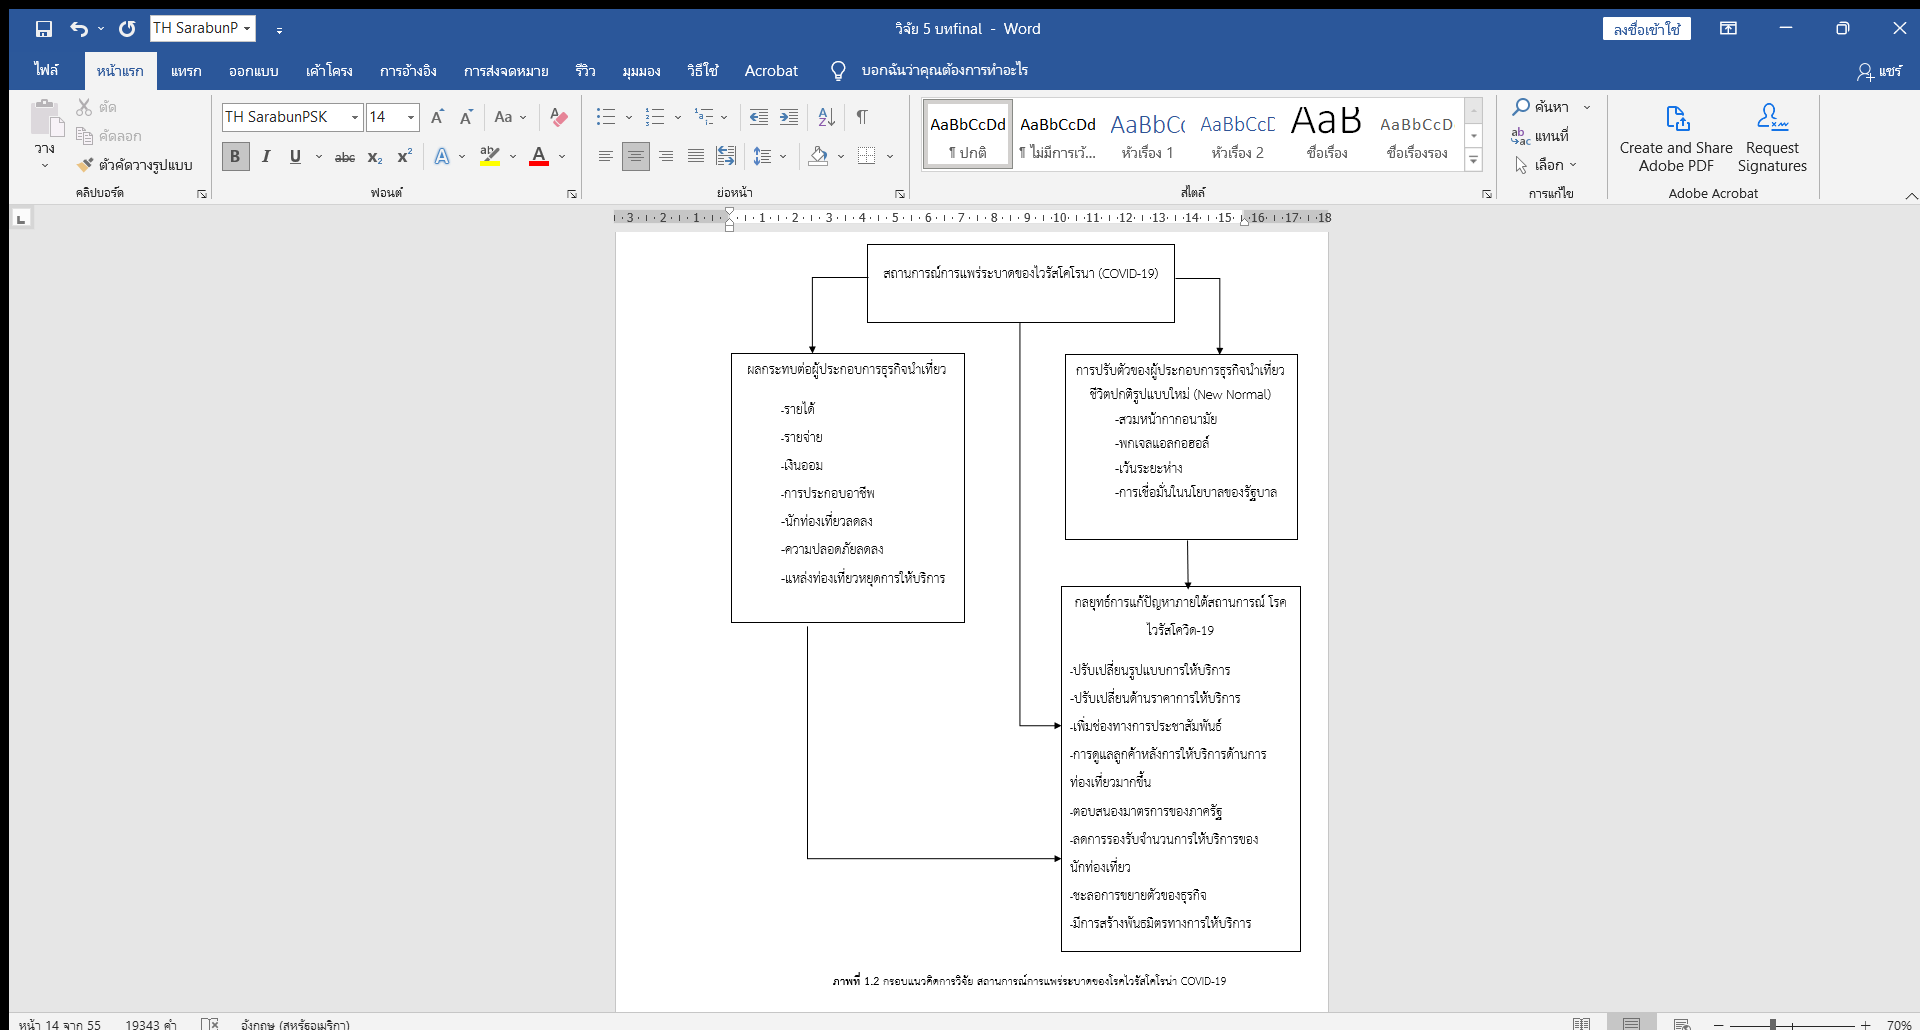 TH SarabunP
วิจัย 5 บทfinal - Word
ลงชื่อเข้าใช้
ไฟล์ หน้าแรก แทรก ออกแบบ เค้าโครง การอ้างอิง การส่งจดหมาย รีวิว มุมมอง วิธีใช้ Acrobat บอกฉันว่าคุณต้องการทำอะไร แชร์
วาง
ตัด
คัดลอก
ตัวคัดวางรูปแบบ
คลิปบอร์ด
TH SarabunPSK 14
ฟอนต์
ย่อหน้า
AaBbCcDd AaBbCcDd AaBbCc AaBbCcD AaB AaBbCcD
¶ ปกติ ¶ ไม่มีการเว้... หัวเรื่อง 1 หัวเรื่อง 2 ชื่อเรื่อง ชื่อเรื่องรอง
สไตล์
ค้นหา
แทนที่
เลือก
การแก้ไข
Create and Share
Adobe PDF
Request
Signatures
Adobe Acrobat
3 2 1 1 2 3 4 5 6 7 8 9 10 11 12 13 14 15 16 17 18
สถานการณ์การแพร่ระบาดของไวรัสโคโรนา (COVID-19)
ผลกระทบต่อผู้ประกอบการธุรกิจนำเที่ยว
-รายได้
-รายจ่าย
-เงินออม
-การประกอบอาชีพ
-นักท่องเที่ยวลดลง
-ความปลอดภัยลดลง
-แหล่งท่องเที่ยวหยุดการให้บริการ
การปรับตัวของผู้ประกอบการธุรกิจนำเที่ยว
ชีวิตปกติรูปแบบใหม่ (New Normal)
-สวมหน้ากากอนามัย
-พกเจลแอลกอฮอล์
-เว้นระยะห่าง
-การเชื่อมั่นในนโยบาลของรัฐบาล
กลยุทธ์การแก้ปัญหาภายใต้สถานการณ์ โรค
ไวรัสโควิด-19
-ปรับเปลี่ยนรูปแบบการให้บริการ
-ปรับเปลี่ยนด้านราคาการให้บริการ
-เพิ่มช่องทางการประชาสัมพันธ์
-การดูแลลูกค้าหลังการให้บริการด้านการ
ท่องเที่ยวมากขึ้น
-ตอบสนองมาตรการของภาครัฐ
-ลดการรองรับจำนวนการให้บริการของ
นักท่องเที่ยว
-ชะลอการขยายตัวของธุรกิจ
-มีการสร้างพันธมิตรทางการให้บริการ
ภาพที่ 1.2 กรอบแนวคิดการวิจัย สถานการณ์การแพร่ระบาดของโรคไวรัสโคโรน่า COVID-19
หน้า 14 จาก 55 19343 คำ อังกฤษ (สหรัฐอเมริกา) 70%